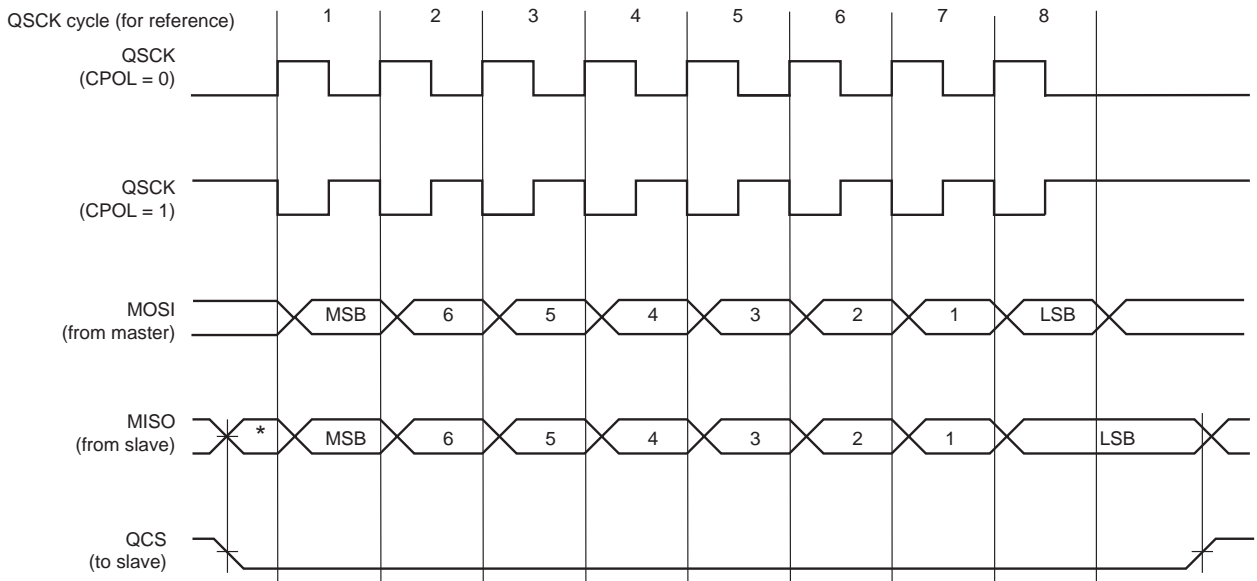 QSCK cycle (for reference)
1 2 3 4 5 6 7 8
QSCK
(CPOL = 0)
QSCK
(CPOL = 1)
MOSI
(from master)
MSB 6 5 4 3 2 1 LSB
MISO
(from slave)
* MSB 6 5 4 3 2 1 LSB
QCS
(to slave)